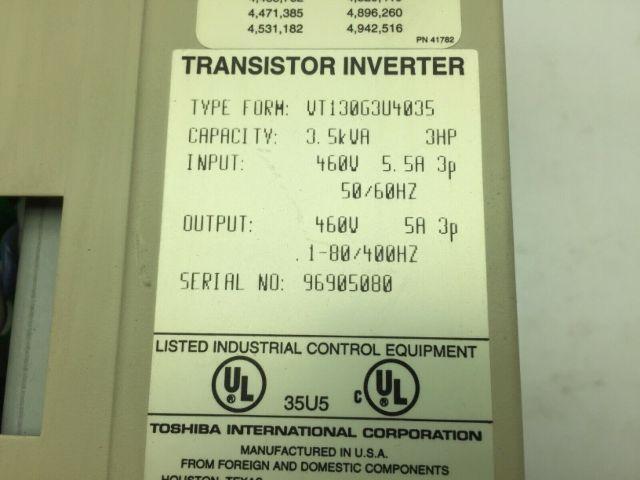 4,471,385 4,896,260
4,531,182 4,942,516
PN 41782
TRANSISTOR INVERTER
TYPE FORM: VT130G3U4035
CAPACITY: 3.5kVA 3HP
INPUT: 460V 5.5A 3p
50/60HZ
OUTPUT: 460V 5A 3p
.1-80/400HZ
SERIAL NO: 96905080
LISTED INDUSTRIAL CONTROL EQUIPMENT
UL ® 35U5 c UL ®
TOSHIBA INTERNATIONAL CORPORATION
MANUFACTURED IN U.S.A.
FROM FOREIGN AND DOMESTIC COMPONENTS
HOUSTON, TEXAS